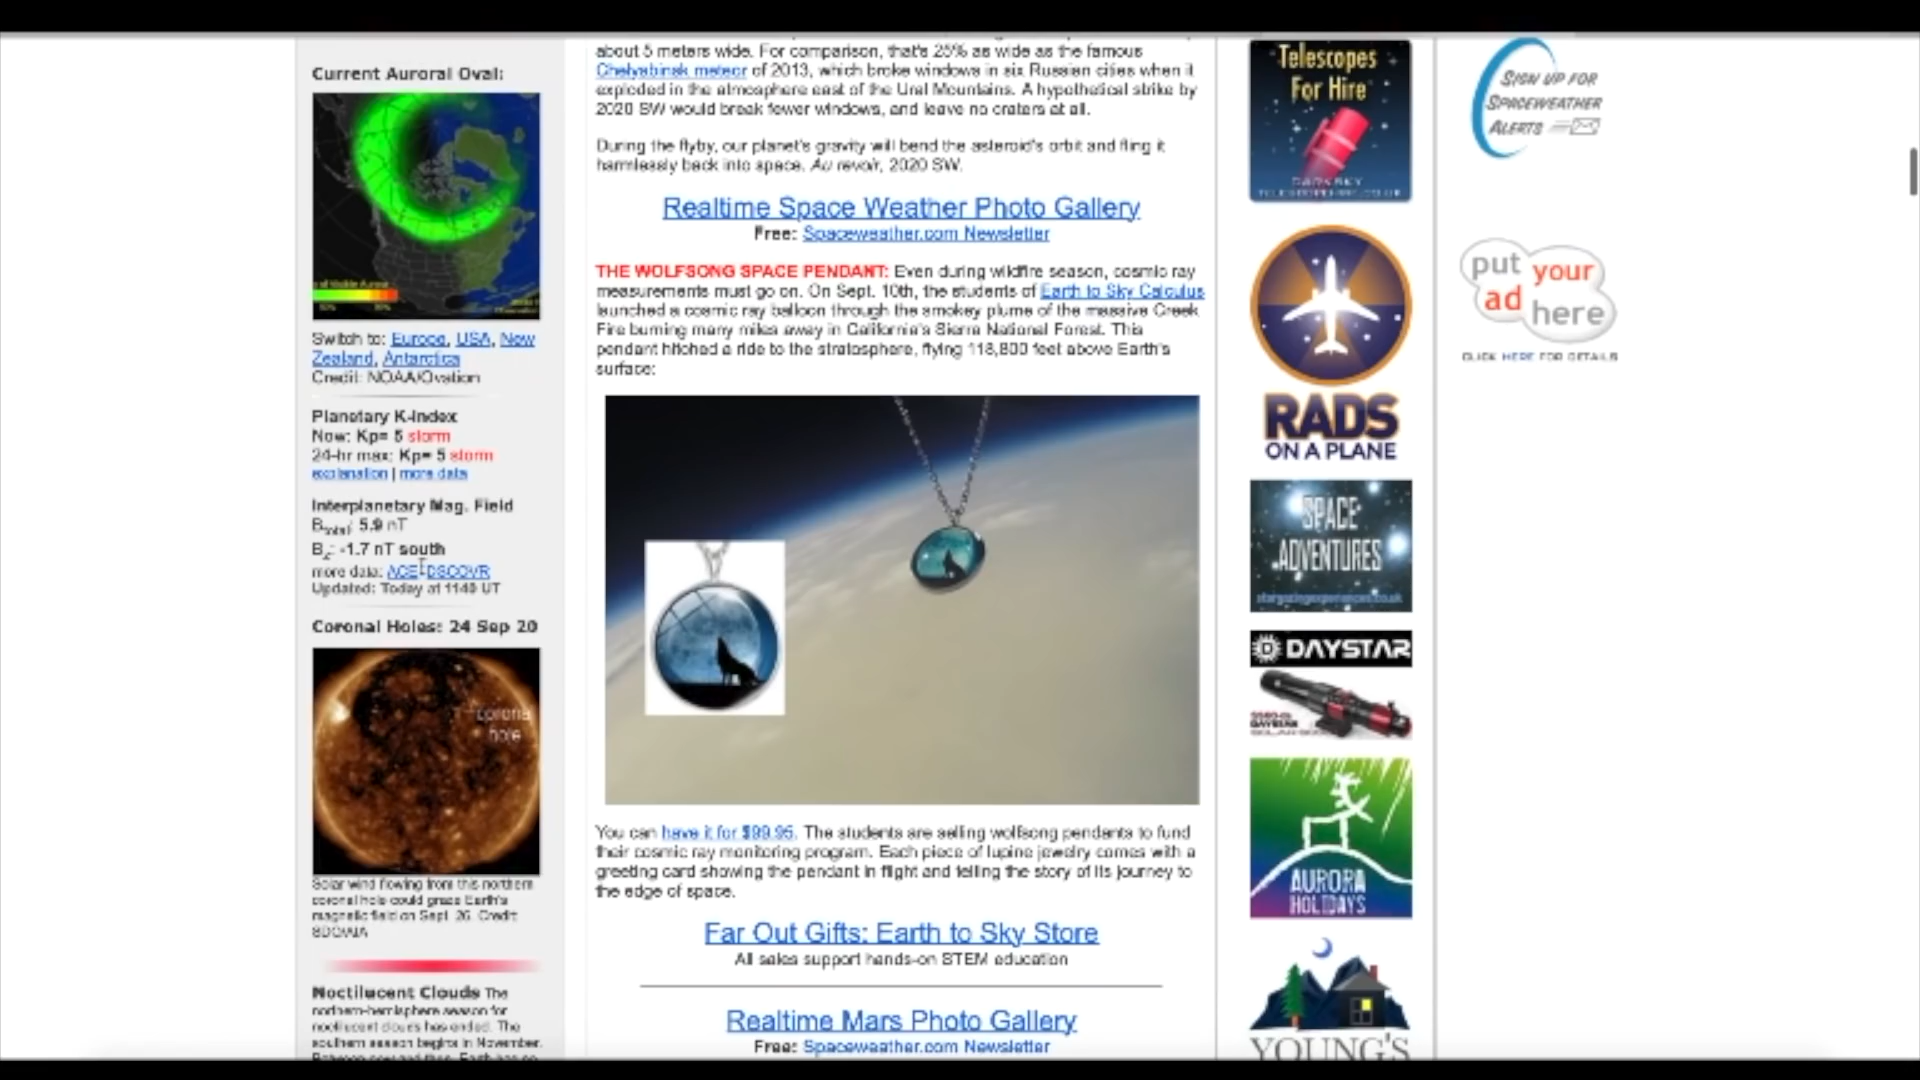 Current Auroral Oval:
Switch to: Europe, USA, New
Zealand, Antarctica
Credit: NOAA/Ovation
Planetary K-index
Now: Kp= 5 storm
24-hr max: Kp= 5 storm
explanation | more data
Interplanetary Mag. Field
Btotal: 5.9 nT
Bz: -1.7 nT south
more data: ACE, DSCOVR
Updated: Today at 1140 UT
Coronal Holes: 24 Sep 20
corona
hole
Solar wind flowing from this northern
coronal hole could graze Earth's
magnetic field on Sept. 26. Credit:
SDO/AIA
Noctilucent Clouds The
northern-hemisphere season for
noctilucent clouds has ended. The
southern season begins in November.
about 5 meters wide. For comparison, that's 25% as wide as the famous
Chelyabinsk meteor of 2013, which broke windows in six Russian cities when it
exploded in the atmosphere east of the Ural Mountains. A hypothetical strike by
2020 SW would break fewer windows, and leave no craters at all.
During the flyby, our planet's gravity will bend the asteroid's orbit and fling it
harmlessly back into space. Au revoir, 2020 SW.
Realtime Space Weather Photo Gallery
Free: Spaceweather.com Newsletter
THE WOLFSONG SPACE PENDANT: Even during wildfire season, cosmic ray
measurements must go on. On Sept. 10th, the students of Earth to Sky Calculus
launched a cosmic ray balloon through the smokey plume of the massive Creek
Fire burning many miles away in California's Sierra National Forest. This
pendant hitched a ride to the stratosphere, flying 118,800 feet above Earth's
surface:
You can have it for $99.95. The students are selling wolfsong pendants to fund
their cosmic ray monitoring program. Each piece of lupine jewelry comes with a
greeting card showing the pendant in flight and telling the story of its journey to
the edge of space.
Far Out Gifts: Earth to Sky Store
All sales support hands-on STEM education
Realtime Mars Photo Gallery
Free: Spaceweather.com Newsletter
Telescopes
For Hire
RADS
ON A PLANE
SPACE
ADVENTURES
DAYSTAR
AURORA
HOLIDAYS
YOUNG'S
SIGN UP FOR
SPACEWEATHER
ALERTS
put your
ad here
CLICK HERE FOR DETAILS